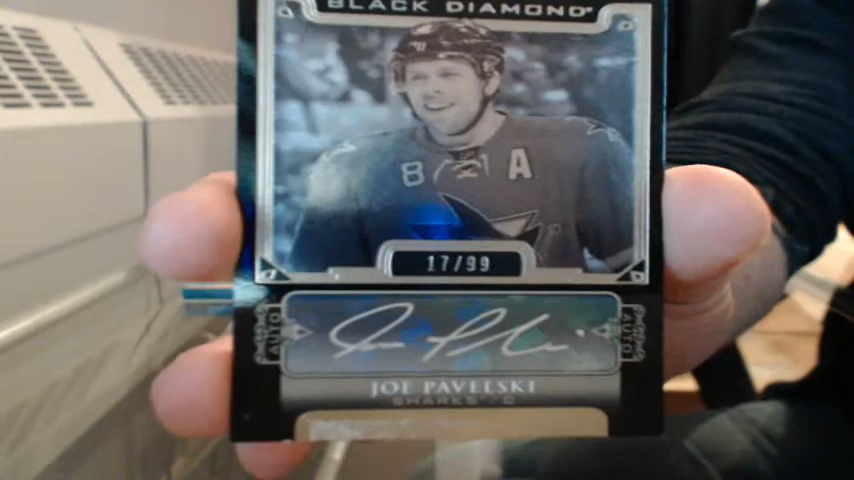 BLACK DIAMOND
8 A
17/99
AUTO AUTO
JOE PAVELSKI
SHARKS / C